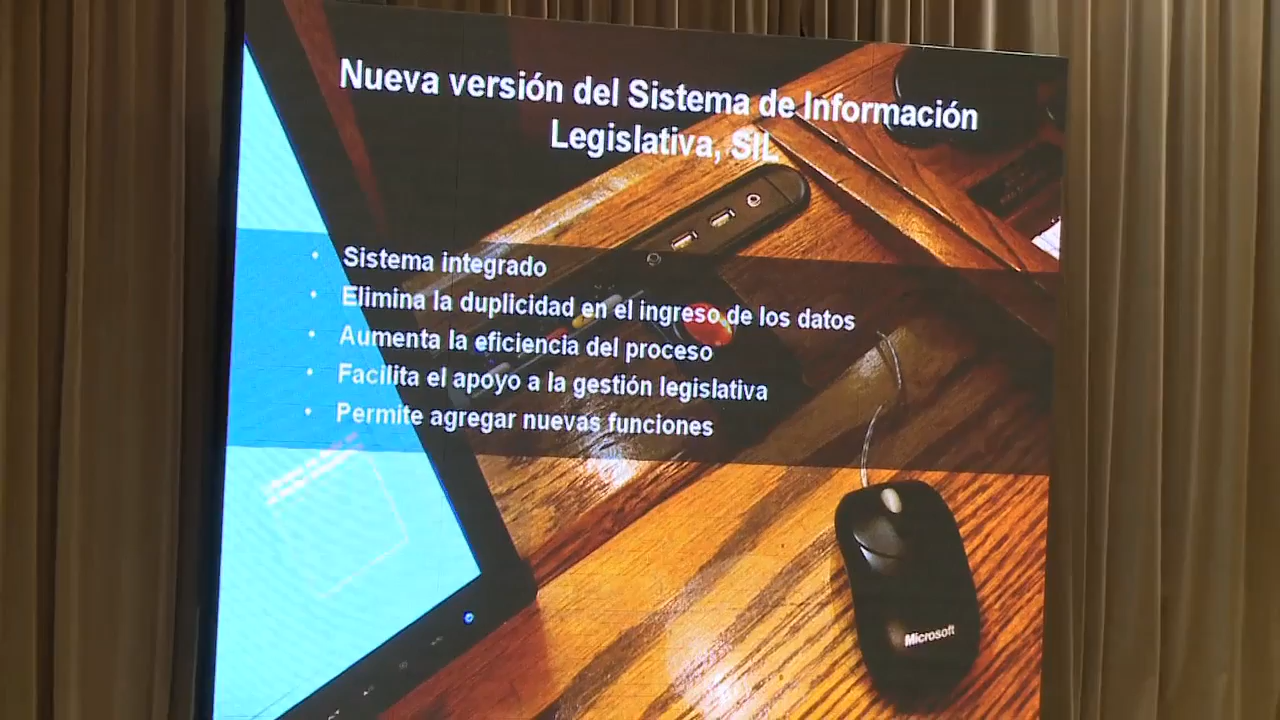 Nueva versión del Sistema de Información
Legislativa, SIL
• Sistema integrado
• Elimina la duplicidad en el ingreso de los datos
• Aumenta la eficiencia del proceso
• Facilita el apoyo a la gestión legislativa
• Permite agregar nuevas funciones
Microsoft